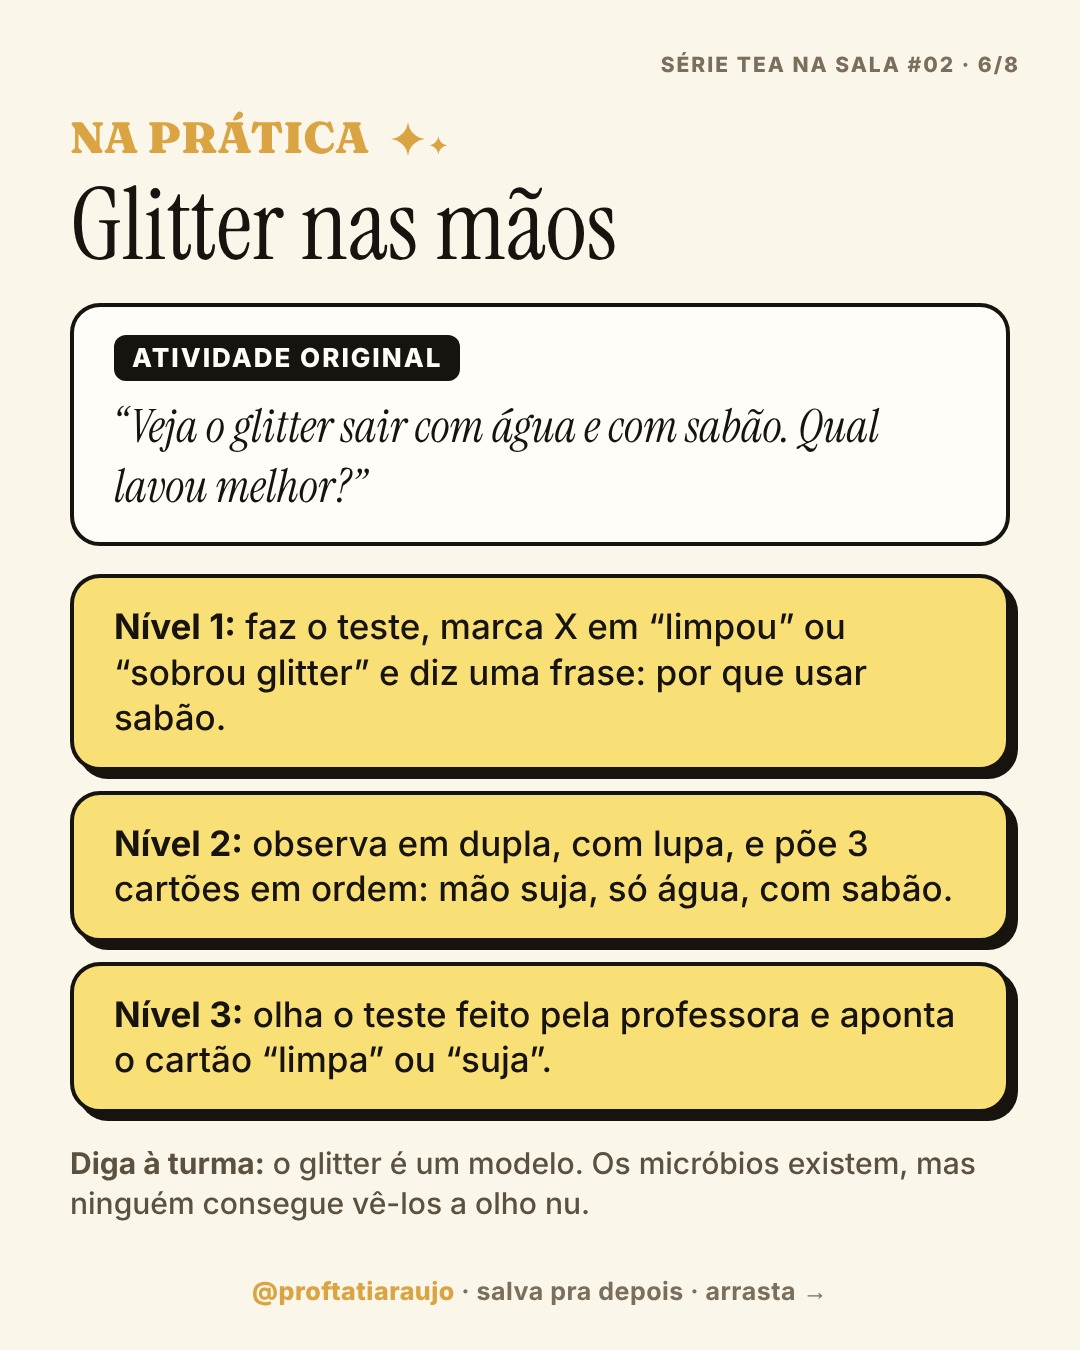 SÉRIE TEA NA SALA #02 · 6/8
NA PRÁTICA
Glitter nas mãos
ATIVIDADE ORIGINAL
“Veja o glitter sair com água e com sabão. Qual
lavou melhor?”
Nível 1: faz o teste, marca X em “limpou” ou
“sobrou glitter” e diz uma frase: por que usar
sabão.
Nível 2: observa em dupla, com lupa, e põe 3
cartões em ordem: mão suja, só água, com sabão.
Nível 3: olha o teste feito pela professora e aponta
o cartão “limpa” ou “suja”.
Diga à turma: o glitter é um modelo. Os micróbios existem, mas
ninguém consegue vê-los a olho nu.
@proftatiaraujo · salva pra depois · arrasta →